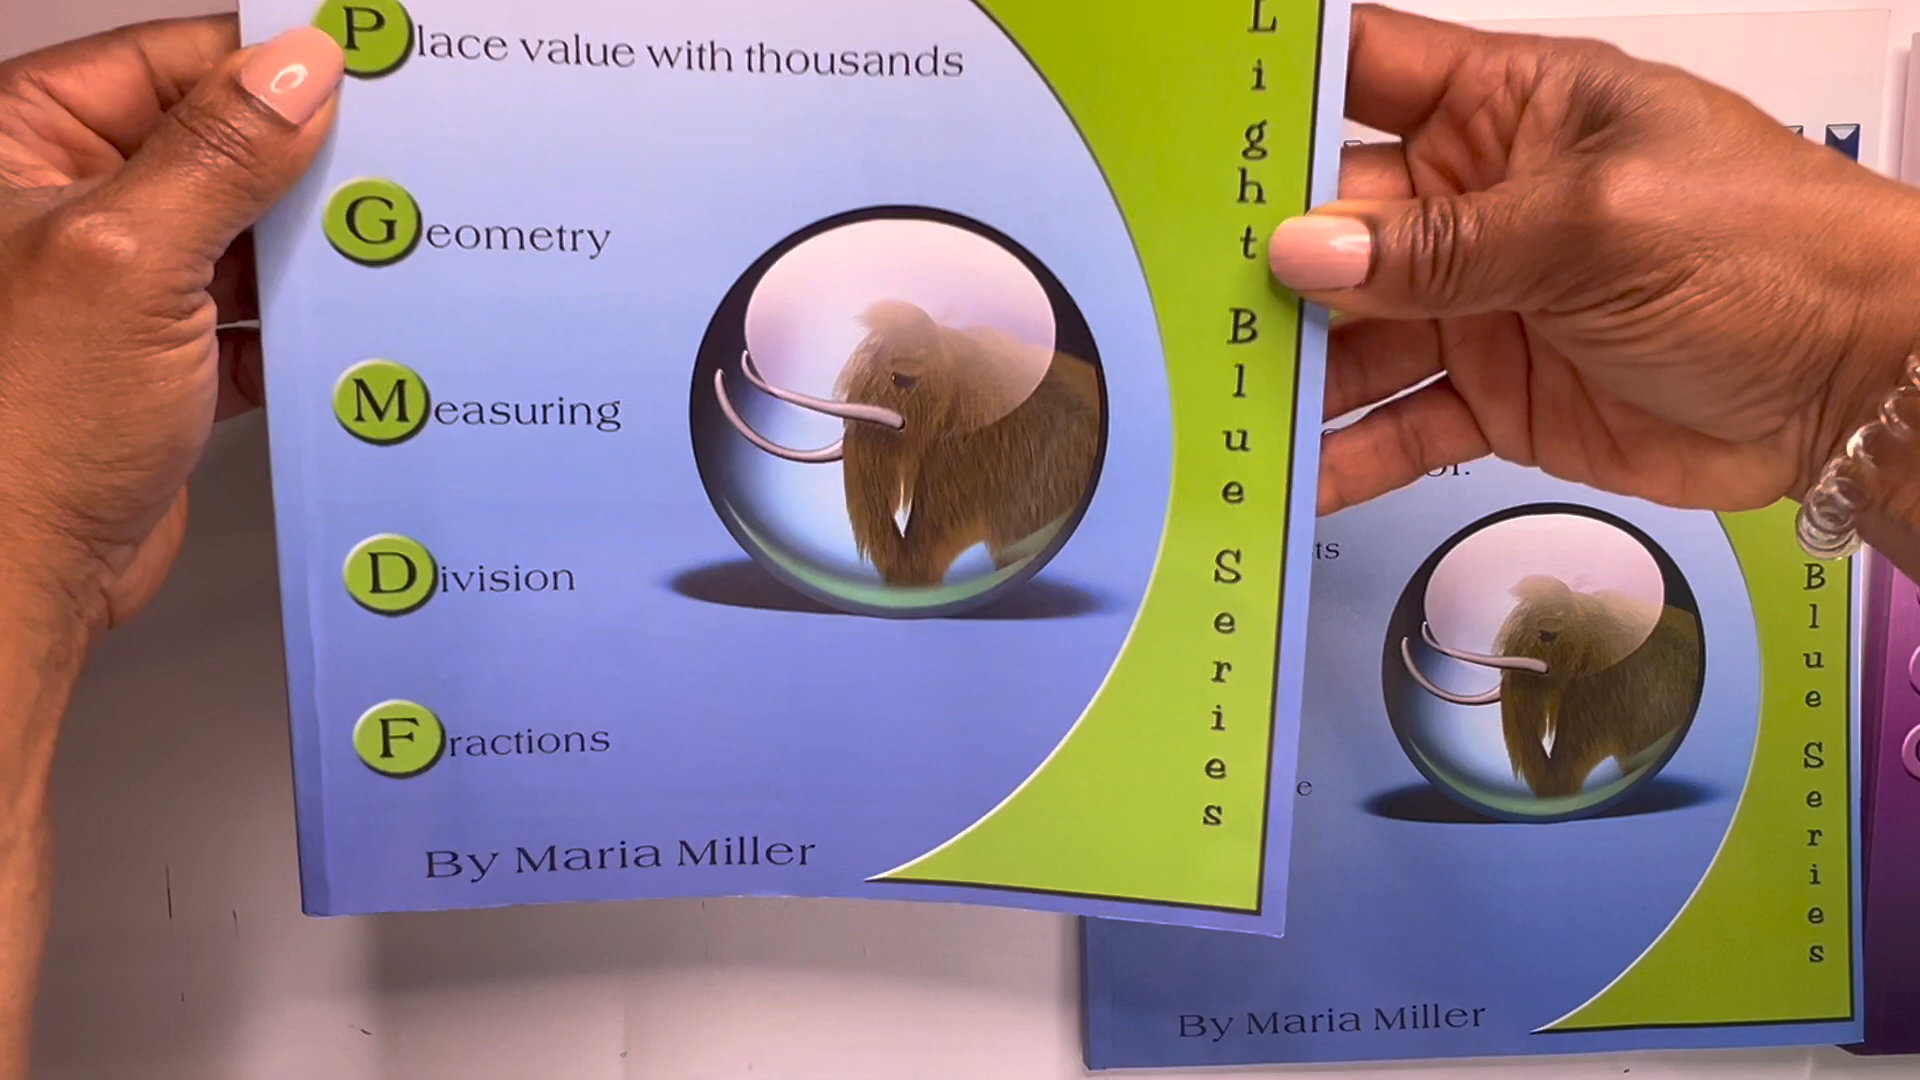 Place value with thousands
Geometry
Measuring
Division
Fractions
By Maria Miller
Light Blue Series
ts
e
Blue Series
By Maria Miller